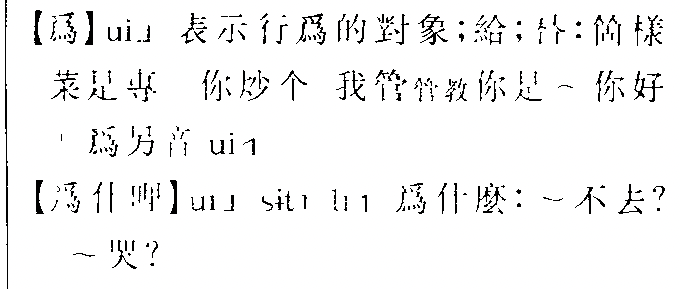 【爲】ui˩ 表示行爲的對象；給；替：简樣
菜是專 你炒个 我管管教你是～你好
爲另音 ui˧
【爲什呷】ui˩ sit˥ 爲什麼：～不去？
～哭？